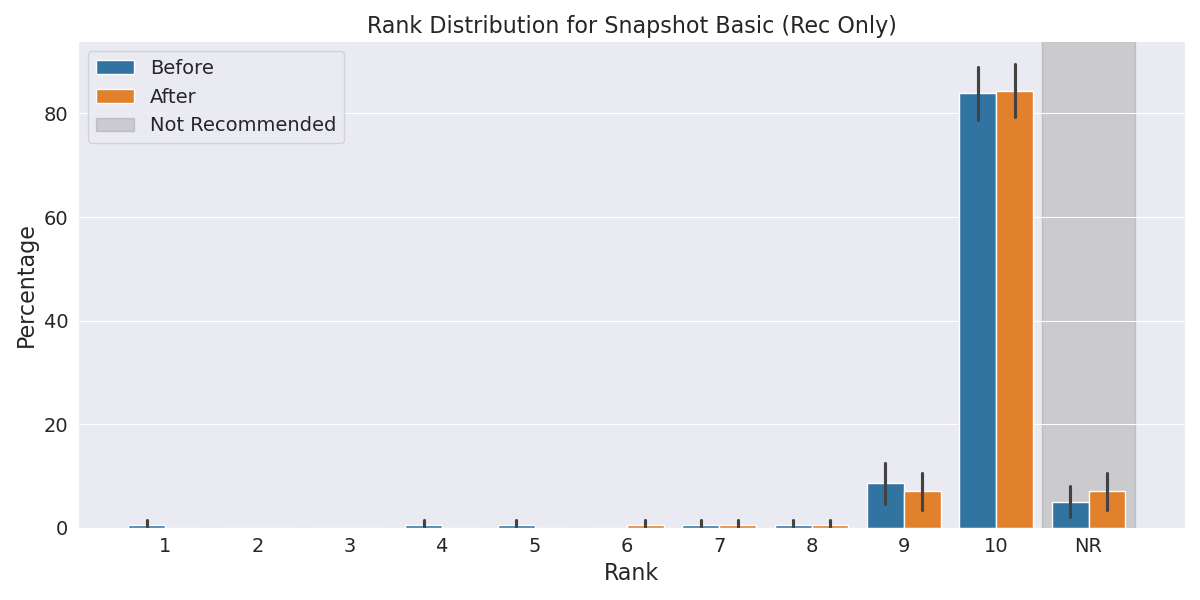 Rank Distribution for Snapshot Basic (Rec Only)
Before
After
Not Recommended
Percentage
80
60
40
20
0
1 2 3 4 5 6 7 8 9 10 NR
Rank